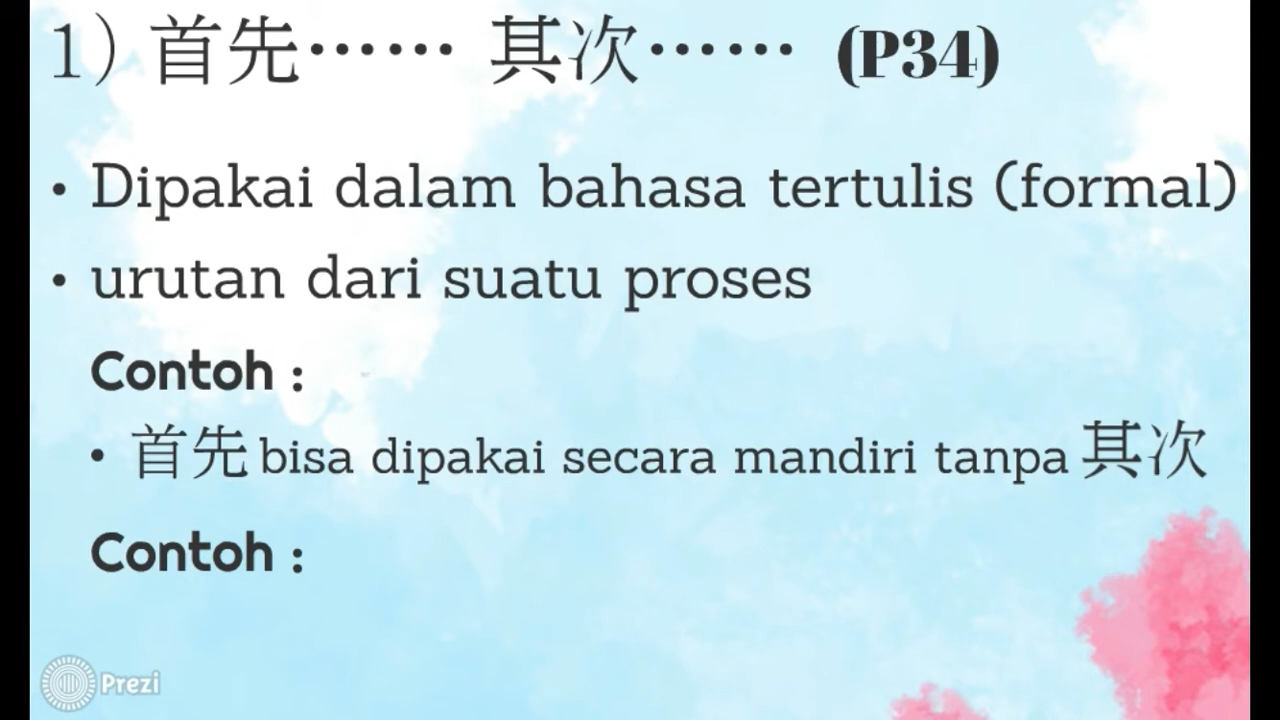 1) 首先…… 其次…… (P34)
• Dipakai dalam bahasa tertulis (formal)
• urutan dari suatu proses
Contoh :
• 首先 bisa dipakai secara mandiri tanpa 其次
Contoh :
Prezi